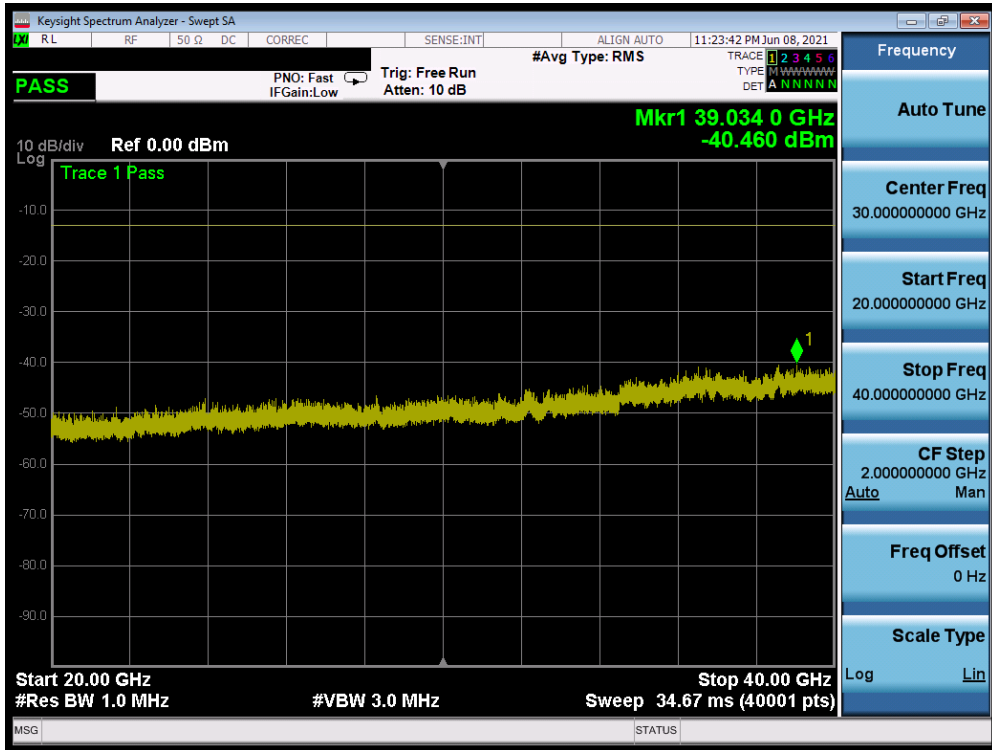 Keysight Spectrum Analyzer - Swept SA
LXI RL RF 50 Ω DC CORREC SENSE:INT ALIGN AUTO 11:23:42 PM Jun 08, 2021
#Avg Type: RMS TRACE 1 2 3 4 5 6
PASS PNO: Fast Trig: Free Run TYPE M WWWWW
IFGain:Low Atten: 10 dB DET A N N N N N
Mkr1 39.034 0 GHz
10 dB/div Ref 0.00 dBm -40.460 dBm
Log
Trace 1 Pass
-10.0
-20.0
-30.0
1
-40.0
-50.0
-60.0
-70.0
-80.0
-90.0
Start 20.00 GHz Stop 40.00 GHz
#Res BW 1.0 MHz #VBW 3.0 MHz Sweep 34.67 ms (40001 pts)
MSG STATUS
Frequency
Auto Tune
Center Freq
30.000000000 GHz
Start Freq
20.000000000 GHz
Stop Freq
40.000000000 GHz
CF Step
2.000000000 GHz
Auto Man
Freq Offset
0 Hz
Scale Type
Log Lin